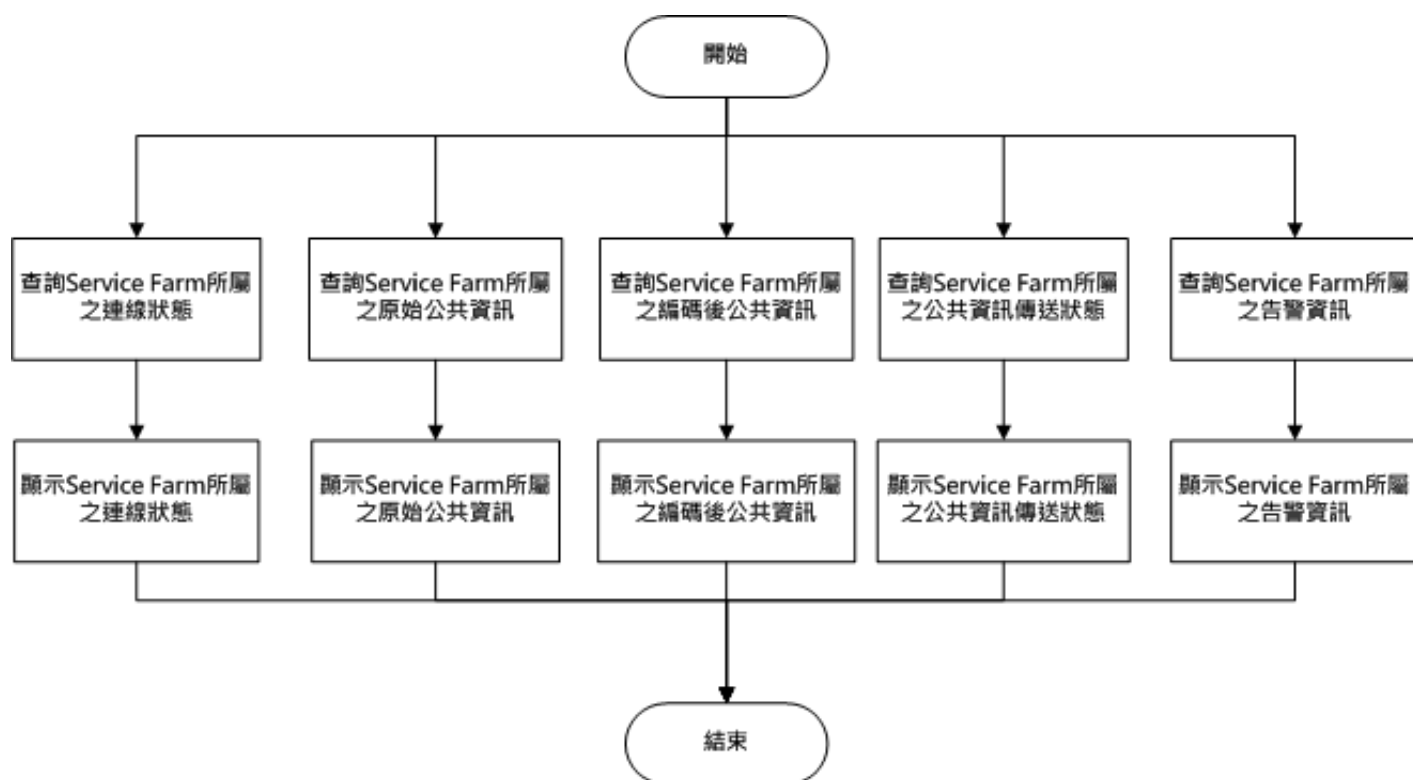 開始
查詢Service Farm所屬
之連線狀態
查詢Service Farm所屬
之原始公共資訊
查詢Service Farm所屬
之編碼後公共資訊
查詢Service Farm所屬
之公共資訊傳送狀態
查詢Service Farm所屬
之告警資訊
顯示Service Farm所屬
之連線狀態
顯示Service Farm所屬
之原始公共資訊
顯示Service Farm所屬
之編碼後公共資訊
顯示Service Farm所屬
之公共資訊傳送狀態
顯示Service Farm所屬
之告警資訊
結束